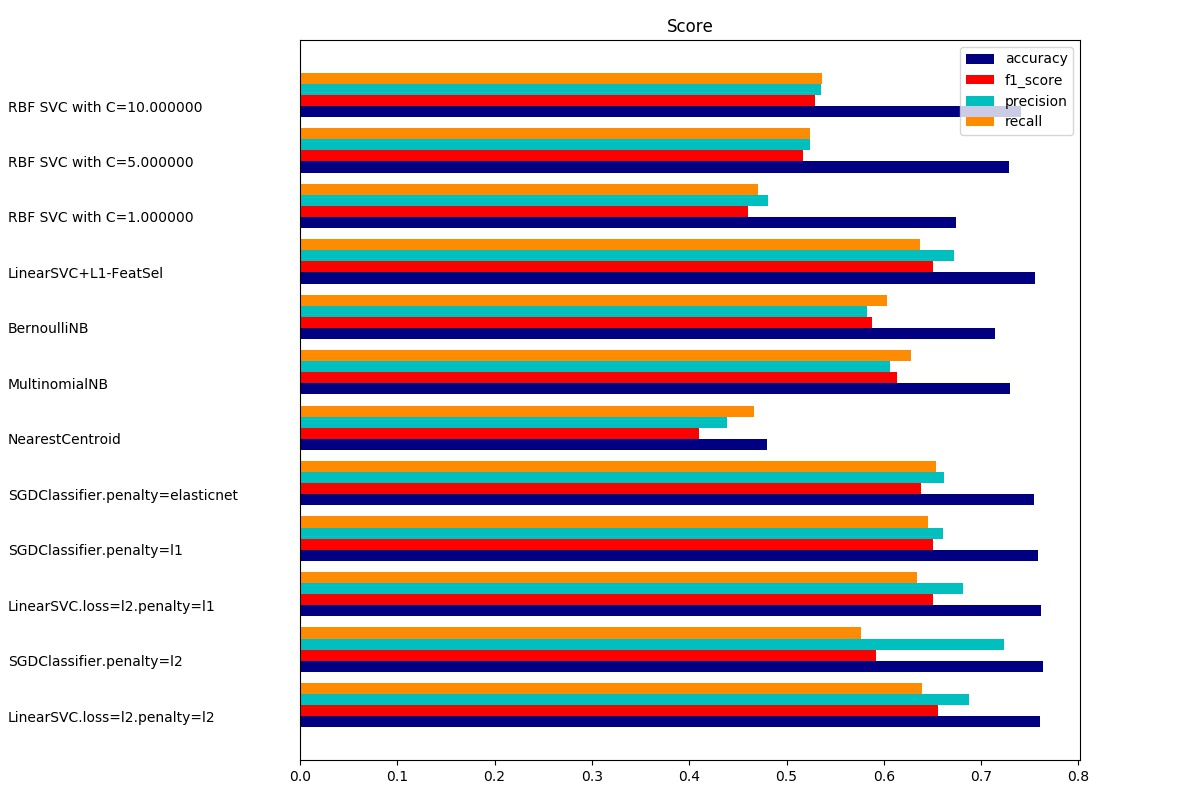 Score
accuracy
f1_score
precision
recall
RBF SVC with C=10.000000
RBF SVC with C=5.000000
RBF SVC with C=1.000000
LinearSVC+L1-FeatSel
BernoulliNB
MultinomialNB
NearestCentroid
SGDClassifier.penalty=elasticnet
SGDClassifier.penalty=l1
LinearSVC.loss=l2.penalty=l1
SGDClassifier.penalty=l2
LinearSVC.loss=l2.penalty=l2
0.0 0.1 0.2 0.3 0.4 0.5 0.6 0.7 0.8